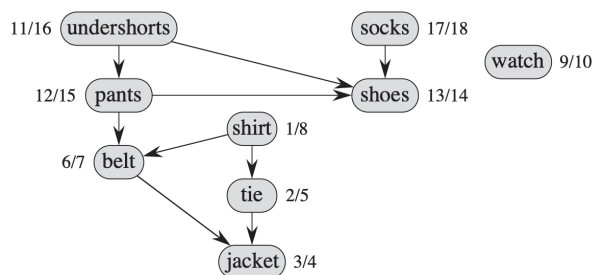 11/16 undershorts socks 17/18
watch 9/10
12/15 pants shoes 13/14
shirt 1/8
6/7 belt
tie 2/5
jacket 3/4